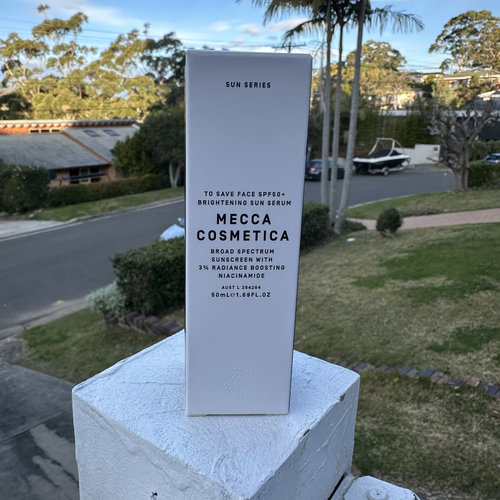 SUN SERIES
TO SAVE FACE SPF50+
BRIGHTENING SUN SERUM
MECCA
COSMETICA
BROAD SPECTRUM
SUNSCREEN WITH
3% RADIANCE BOOSTING
NIACINAMIDE
AUST L 384284
50mL℮1.69FL.OZ